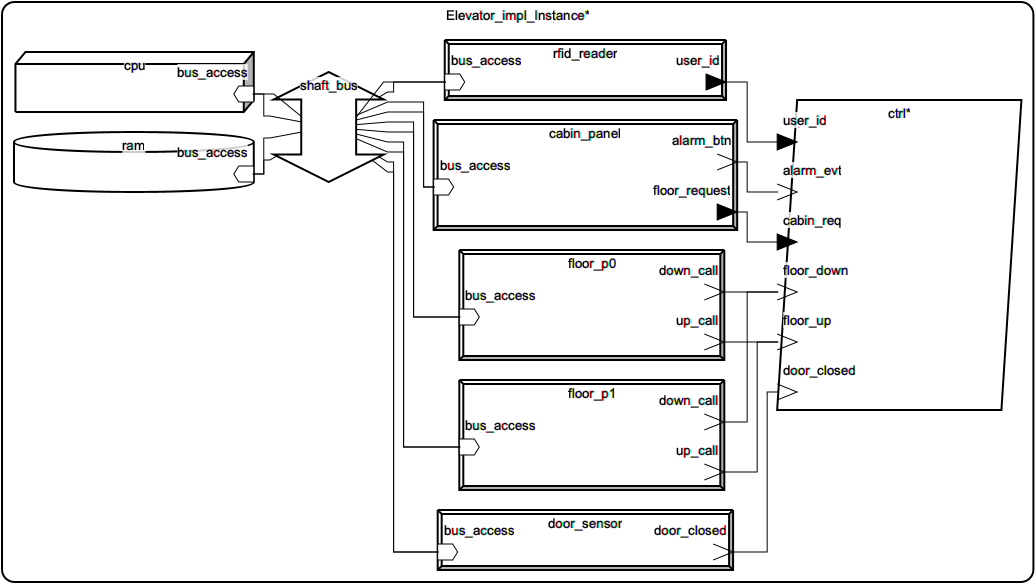 Elevator_impl_Instance*
cpu
bus_access
ram
bus_access
shaft_bus
rfid_reader
bus_access
user_id
cabin_panel
alarm_btn
bus_access
floor_request
floor_p0
down_call
bus_access
up_call
floor_p1
down_call
bus_access
up_call
door_sensor
bus_access
door_closed
ctrl*
user_id
alarm_evt
cabin_req
floor_down
floor_up
door_closed